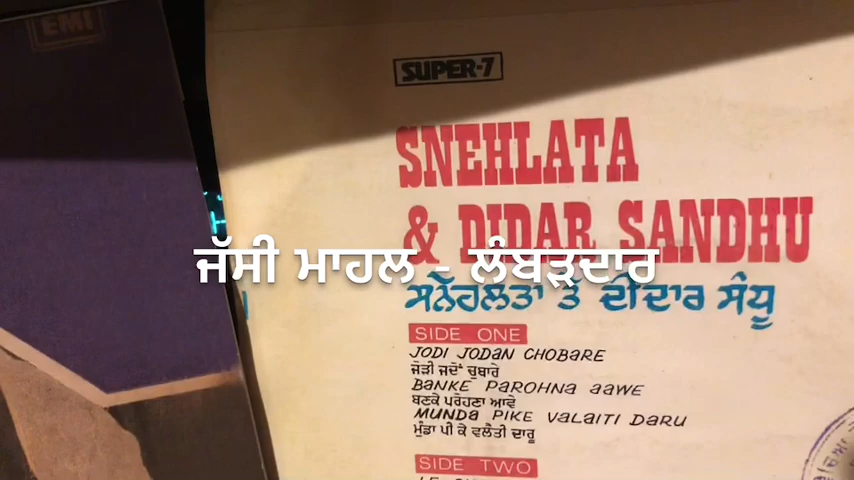 EMI
SUPER-7
SNEHLATA
& DIDAR SANDHU
ਜੱਸੀ ਮਾਹਲ - ਲੰਬੜਦਾਰ
ਸਨੇਹਲਤਾ ਤੇ ਦੀਦਾਰ ਸੰਧੂ
SIDE ONE
JODI JODAN CHOBARE
ਜੋੜੀ ਜਦੋਂ ਚੁਬਾਰੇ
BANKE PAROHNA AAWE
ਬਣਕੇ ਪਰੋਹਣਾ ਆਵੇ
MUNDA PIKE VALAITI DARU
ਮੁੰਡਾ ਪੀ ਕੇ ਵਲੈਤੀ ਦਾਰੂ
SIDE TWO